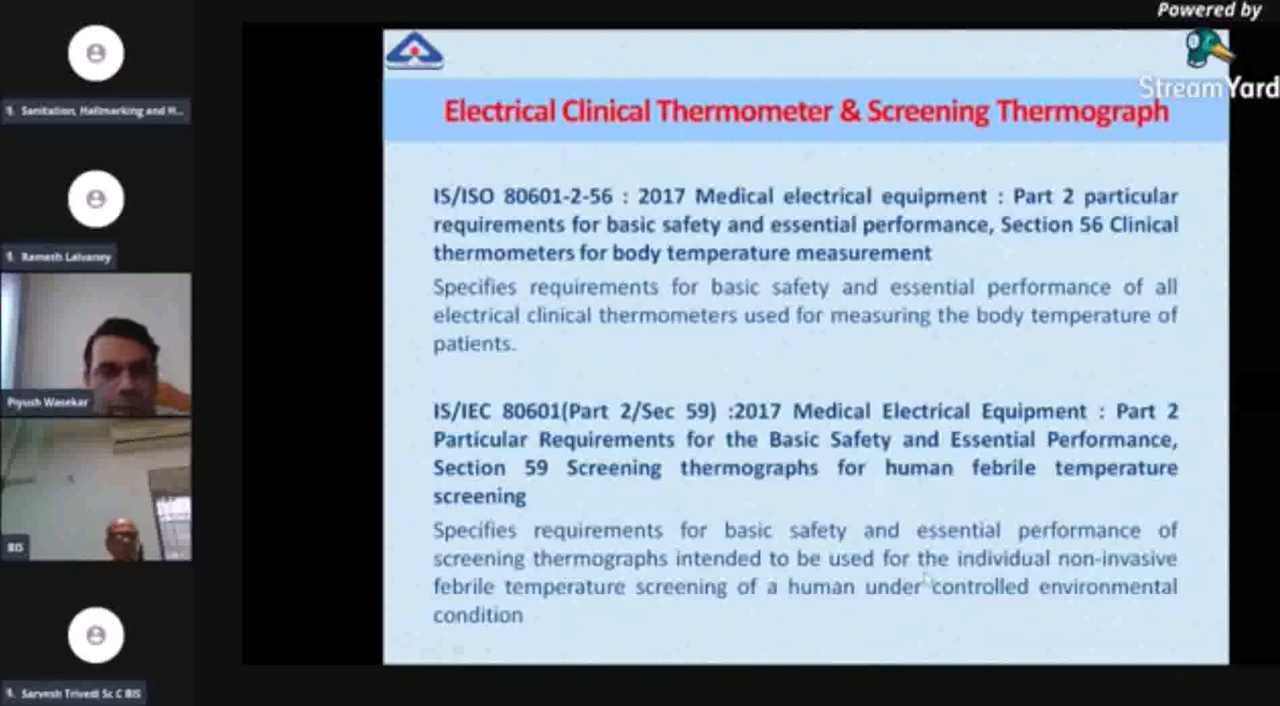 Powered by
StreamYard
Sanitation, Hallmarking and H...
Ramesh Lalvaney
Piyush Wasekar
BIS
Sarvesh Trivedi Sc C BIS
Electrical Clinical Thermometer & Screening Thermograph
IS/ISO 80601-2-56 : 2017 Medical electrical equipment : Part 2 particular
requirements for basic safety and essential performance, Section 56 Clinical
thermometers for body temperature measurement
Specifies requirements for basic safety and essential performance of all
electrical clinical thermometers used for measuring the body temperature of
patients.
IS/IEC 80601(Part 2/Sec 59) :2017 Medical Electrical Equipment : Part 2
Particular Requirements for the Basic Safety and Essential Performance,
Section 59 Screening thermographs for human febrile temperature
screening
Specifies requirements for basic safety and essential performance of
screening thermographs intended to be used for the individual non-invasive
febrile temperature screening of a human under controlled environmental
condition